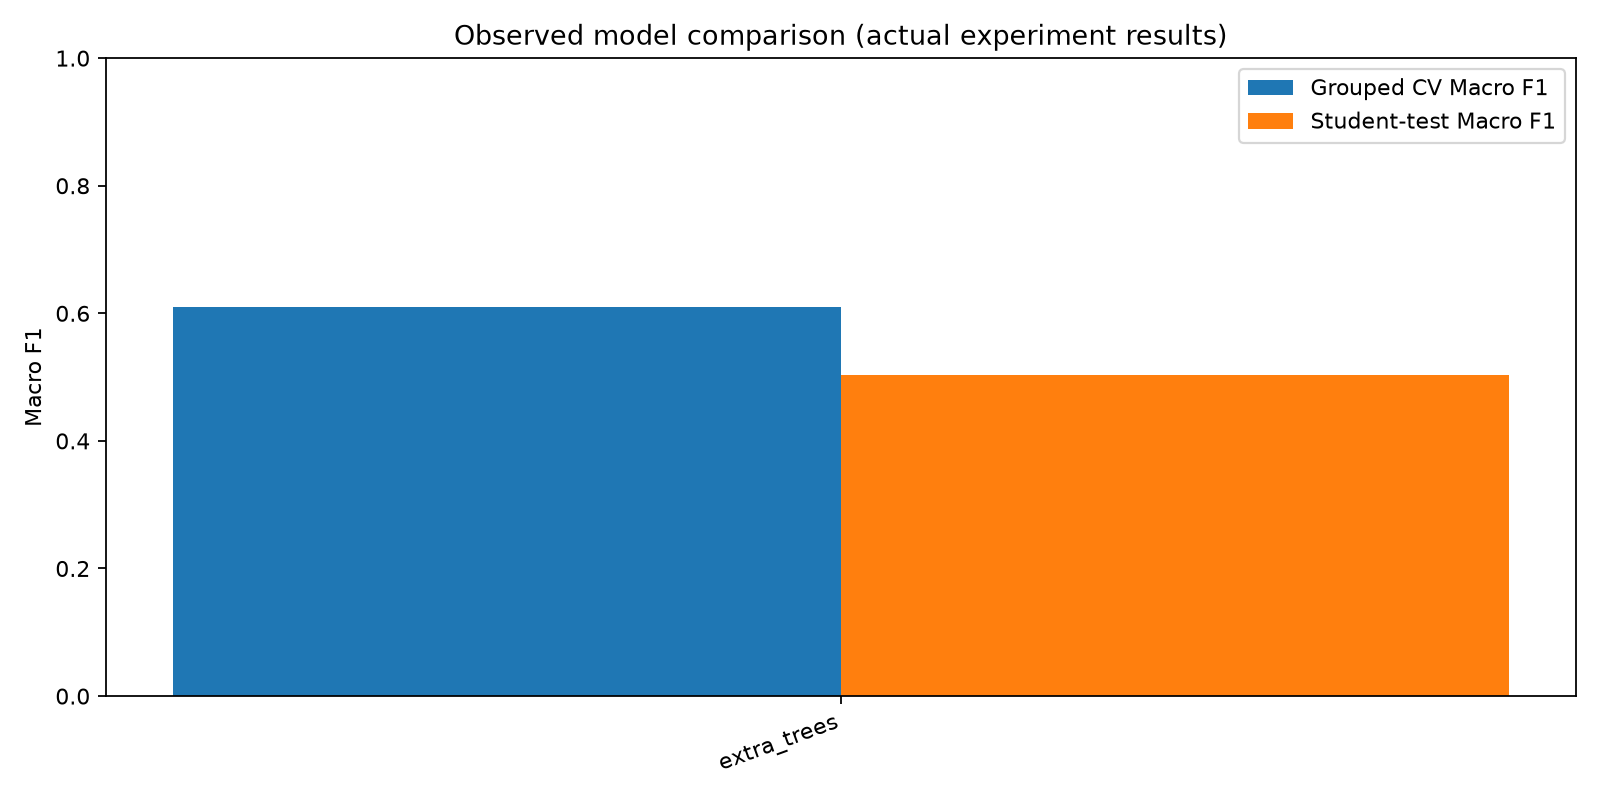 Observed model comparison (actual experiment results)
Grouped CV Macro F1
Student-test Macro F1
1.0
0.8
0.6
0.4
0.2
0.0
Macro F1
extra_trees